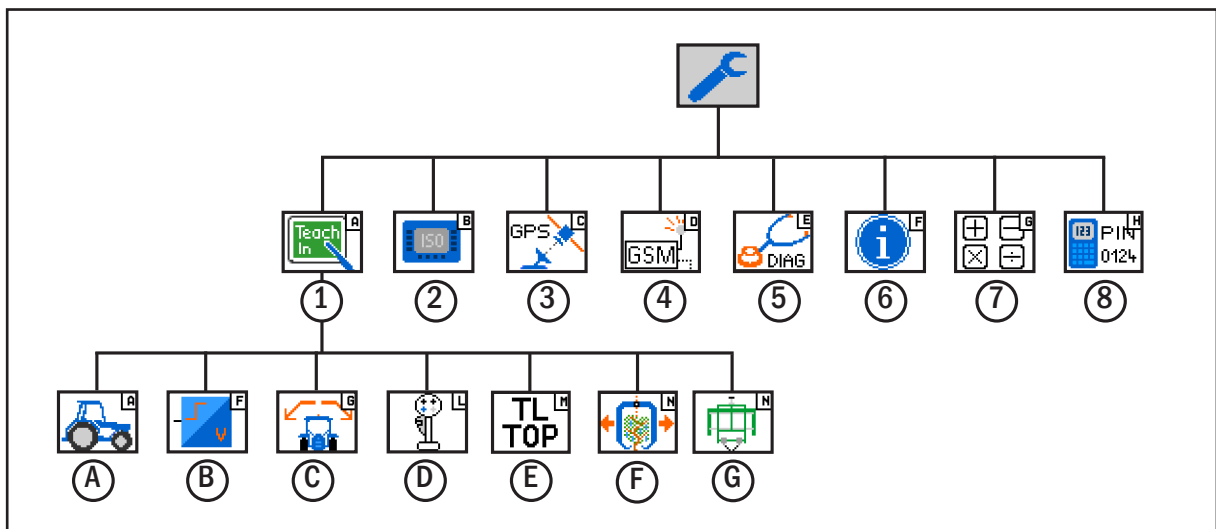 A B C D E F G H
Teach In ISO GPS GSM DIAG i 123 PIN 0124
1 2 3 4 5 6 7 8
A F G L M N N
V TL TOP
A B C D E F G